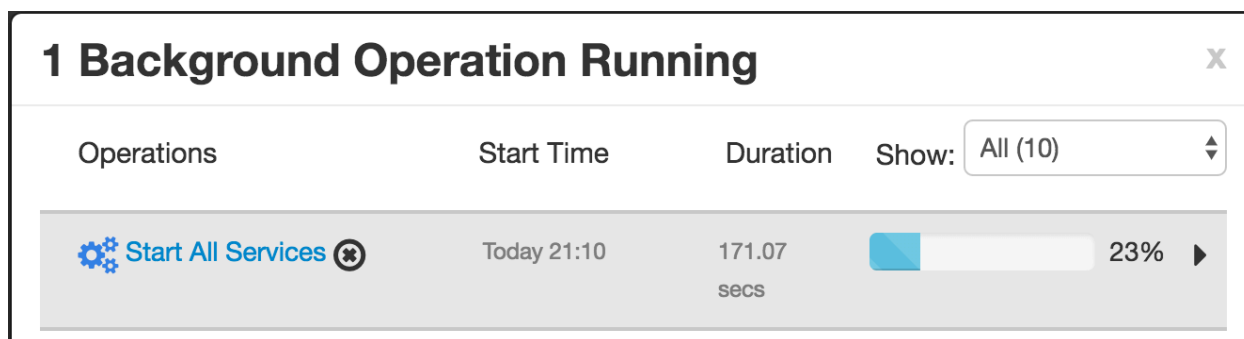 1 Background Operation Running x
Operations Start Time Duration Show: All (10)
Start All Services Today 21:10 171.07 23%
secs